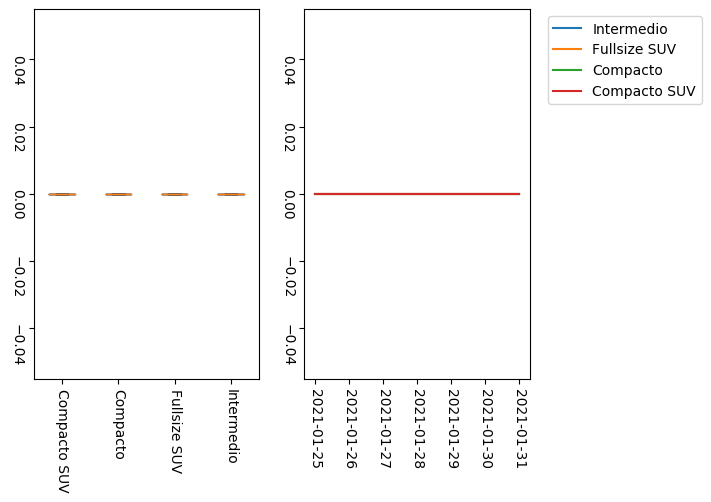 0.04
0.02
0.00
−0.02
−0.04
Compacto SUV
Compacto
Fullsize SUV
Intermedio
0.04
0.02
0.00
−0.02
−0.04
2021-01-25
2021-01-26
2021-01-27
2021-01-28
2021-01-29
2021-01-30
2021-01-31
Intermedio
Fullsize SUV
Compacto
Compacto SUV